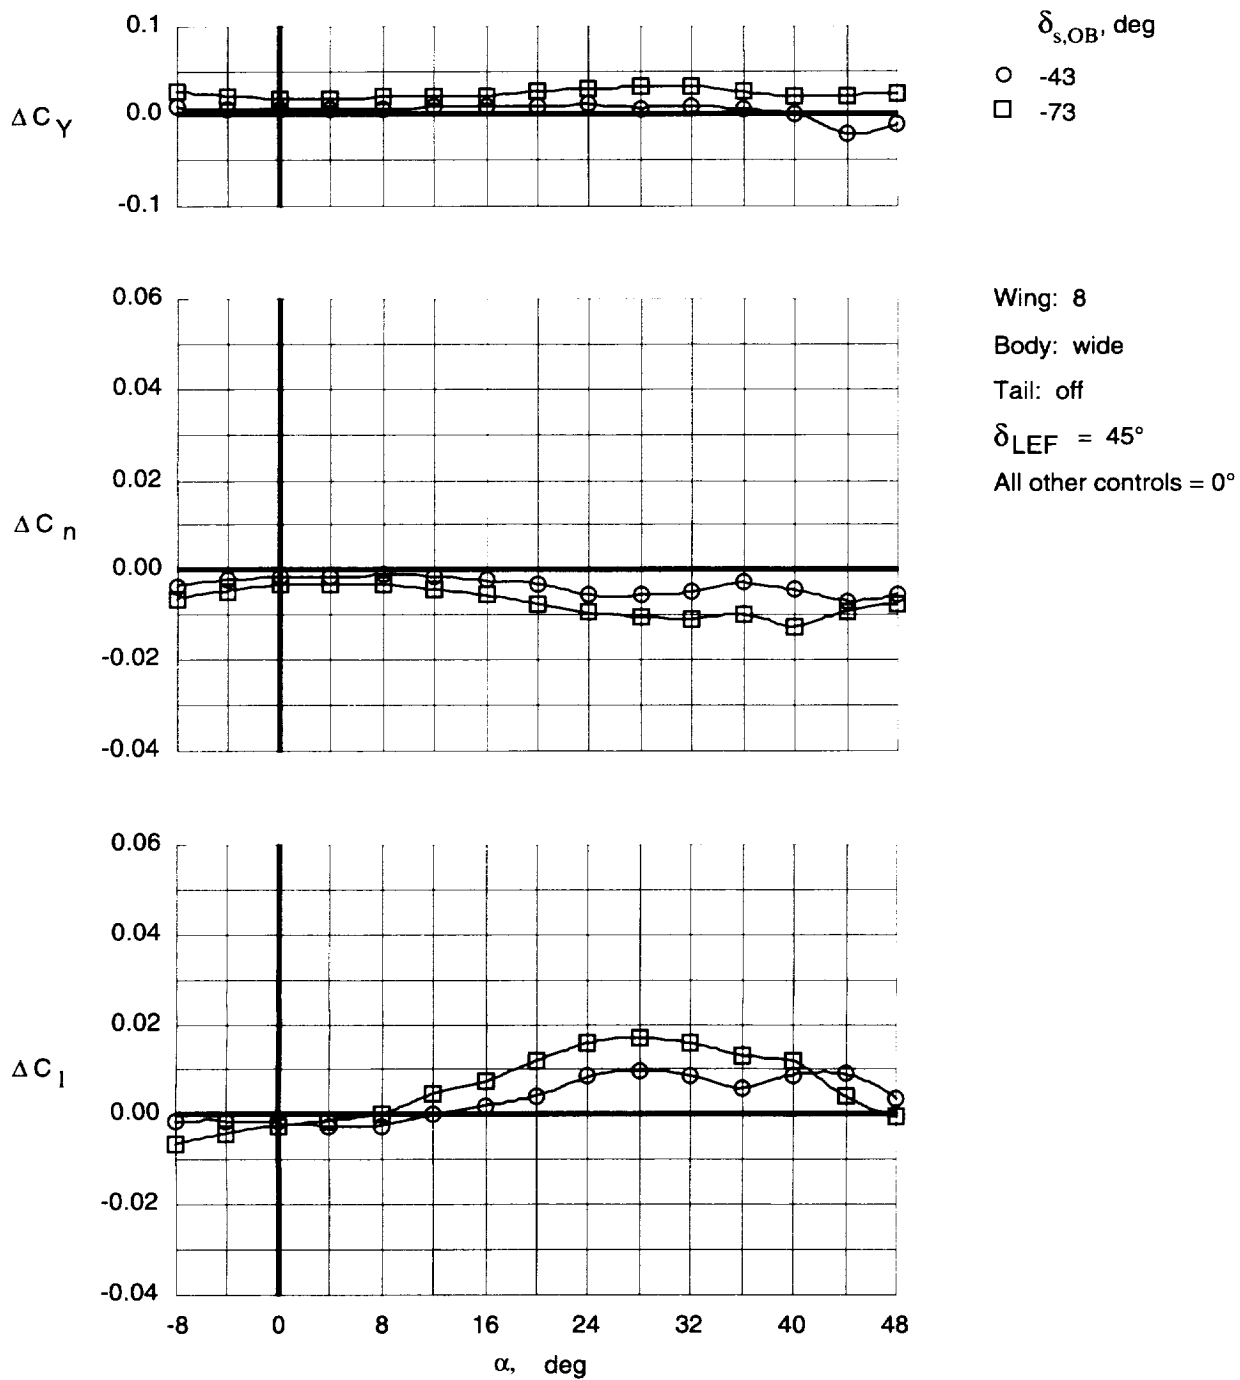 0.1
ΔC_Y 0.0
-0.1
δ_s,OB, deg
○ -43
□ -73
0.06
0.04
0.02
ΔC_n
0.00
-0.02
-0.04
Wing: 8
Body: wide
Tail: off
δ_LEF = 45°
All other controls = 0°
0.06
0.04
0.02
ΔC_l
0.00
-0.02
-0.04
-8 0 8 16 24 32 40 48
α, deg